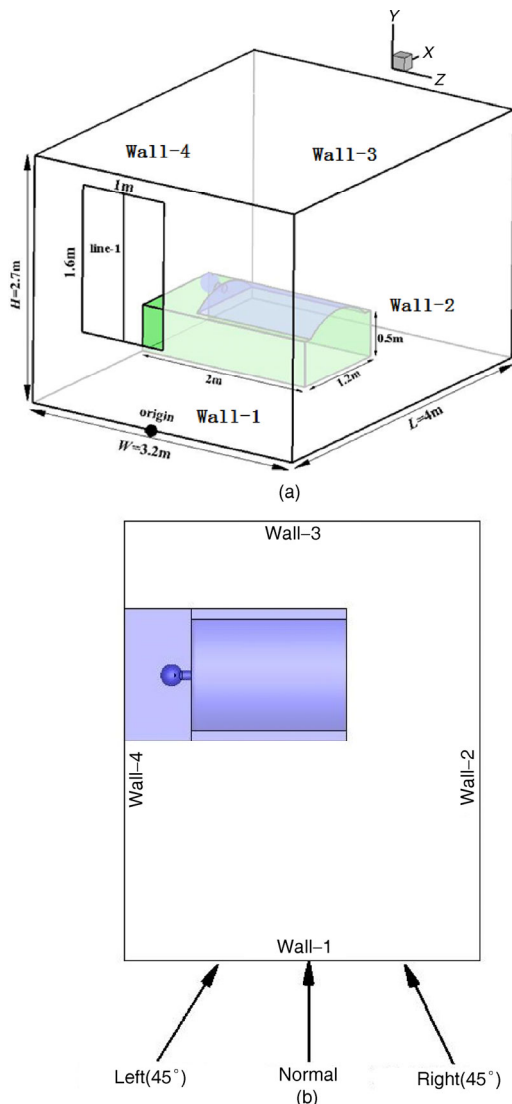 Y
X
Z
Wall-4
Wall-3
1m
1.6m
line-1
H=2.7m
Wall-2
0.5m
2m
1.2m
Wall-1
origin
W=3.2m
L=4m
(a)
Wall–3
Wall–4
Wall–2
Wall–1
Left(45°)
Normal
Right(45°)
(b)